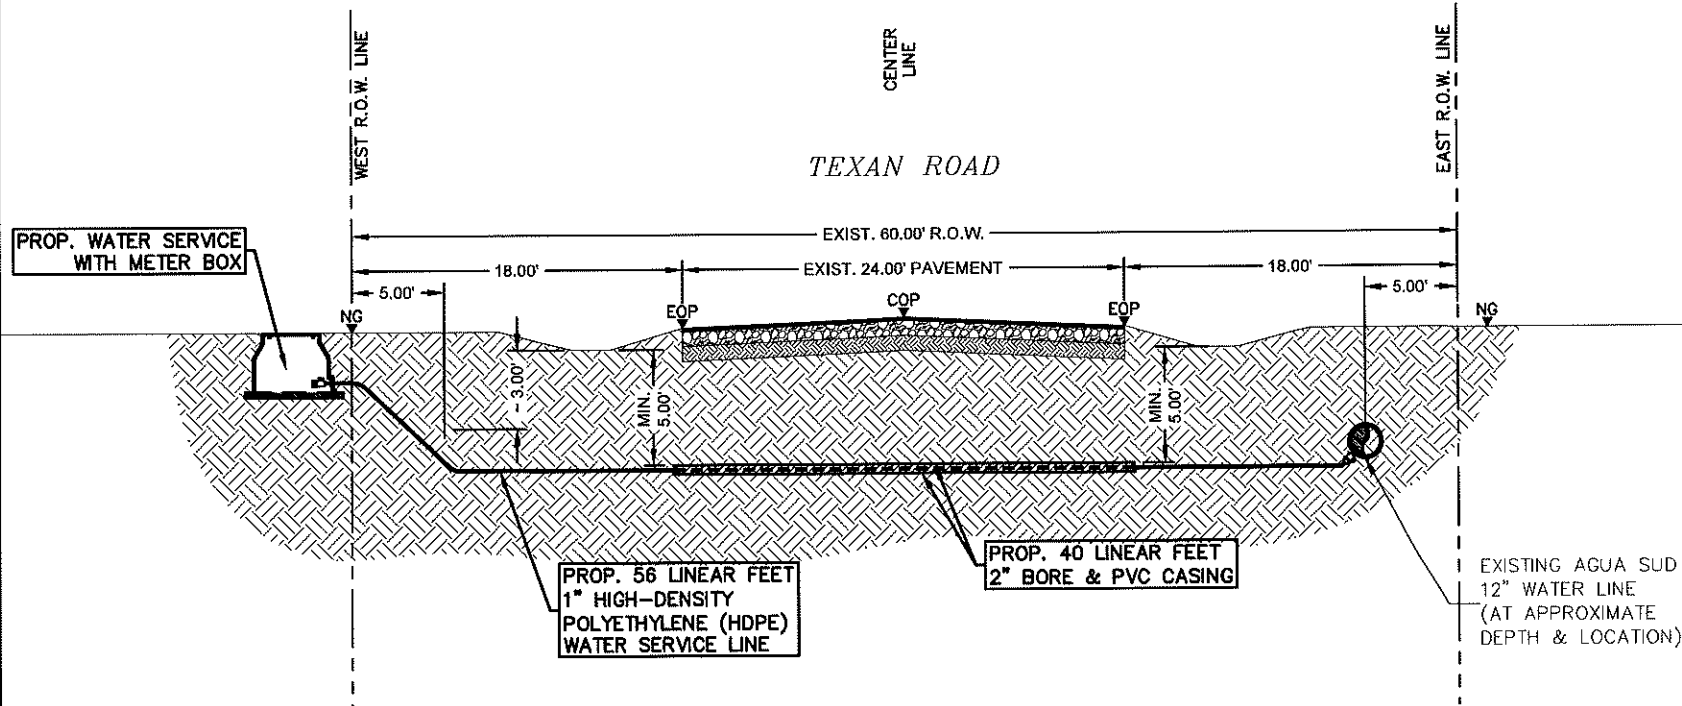 WEST R.O.W. LINE
CENTER
LINE
EAST R.O.W. LINE
TEXAN ROAD
PROP. WATER SERVICE
WITH METER BOX
EXIST. 60.00' R.O.W.
18.00'
EXIST. 24.00' PAVEMENT
18.00'
5.00'
5.00'
NG
EOP
COP
EOP
NG
~ 3.00'
MIN.
5.00'
MIN.
5.00'
PROP. 56 LINEAR FEET
1" HIGH-DENSITY
POLYETHYLENE (HDPE)
WATER SERVICE LINE
PROP. 40 LINEAR FEET
2" BORE & PVC CASING
EXISTING AGUA SUD
12" WATER LINE
(AT APPROXIMATE
DEPTH & LOCATION)